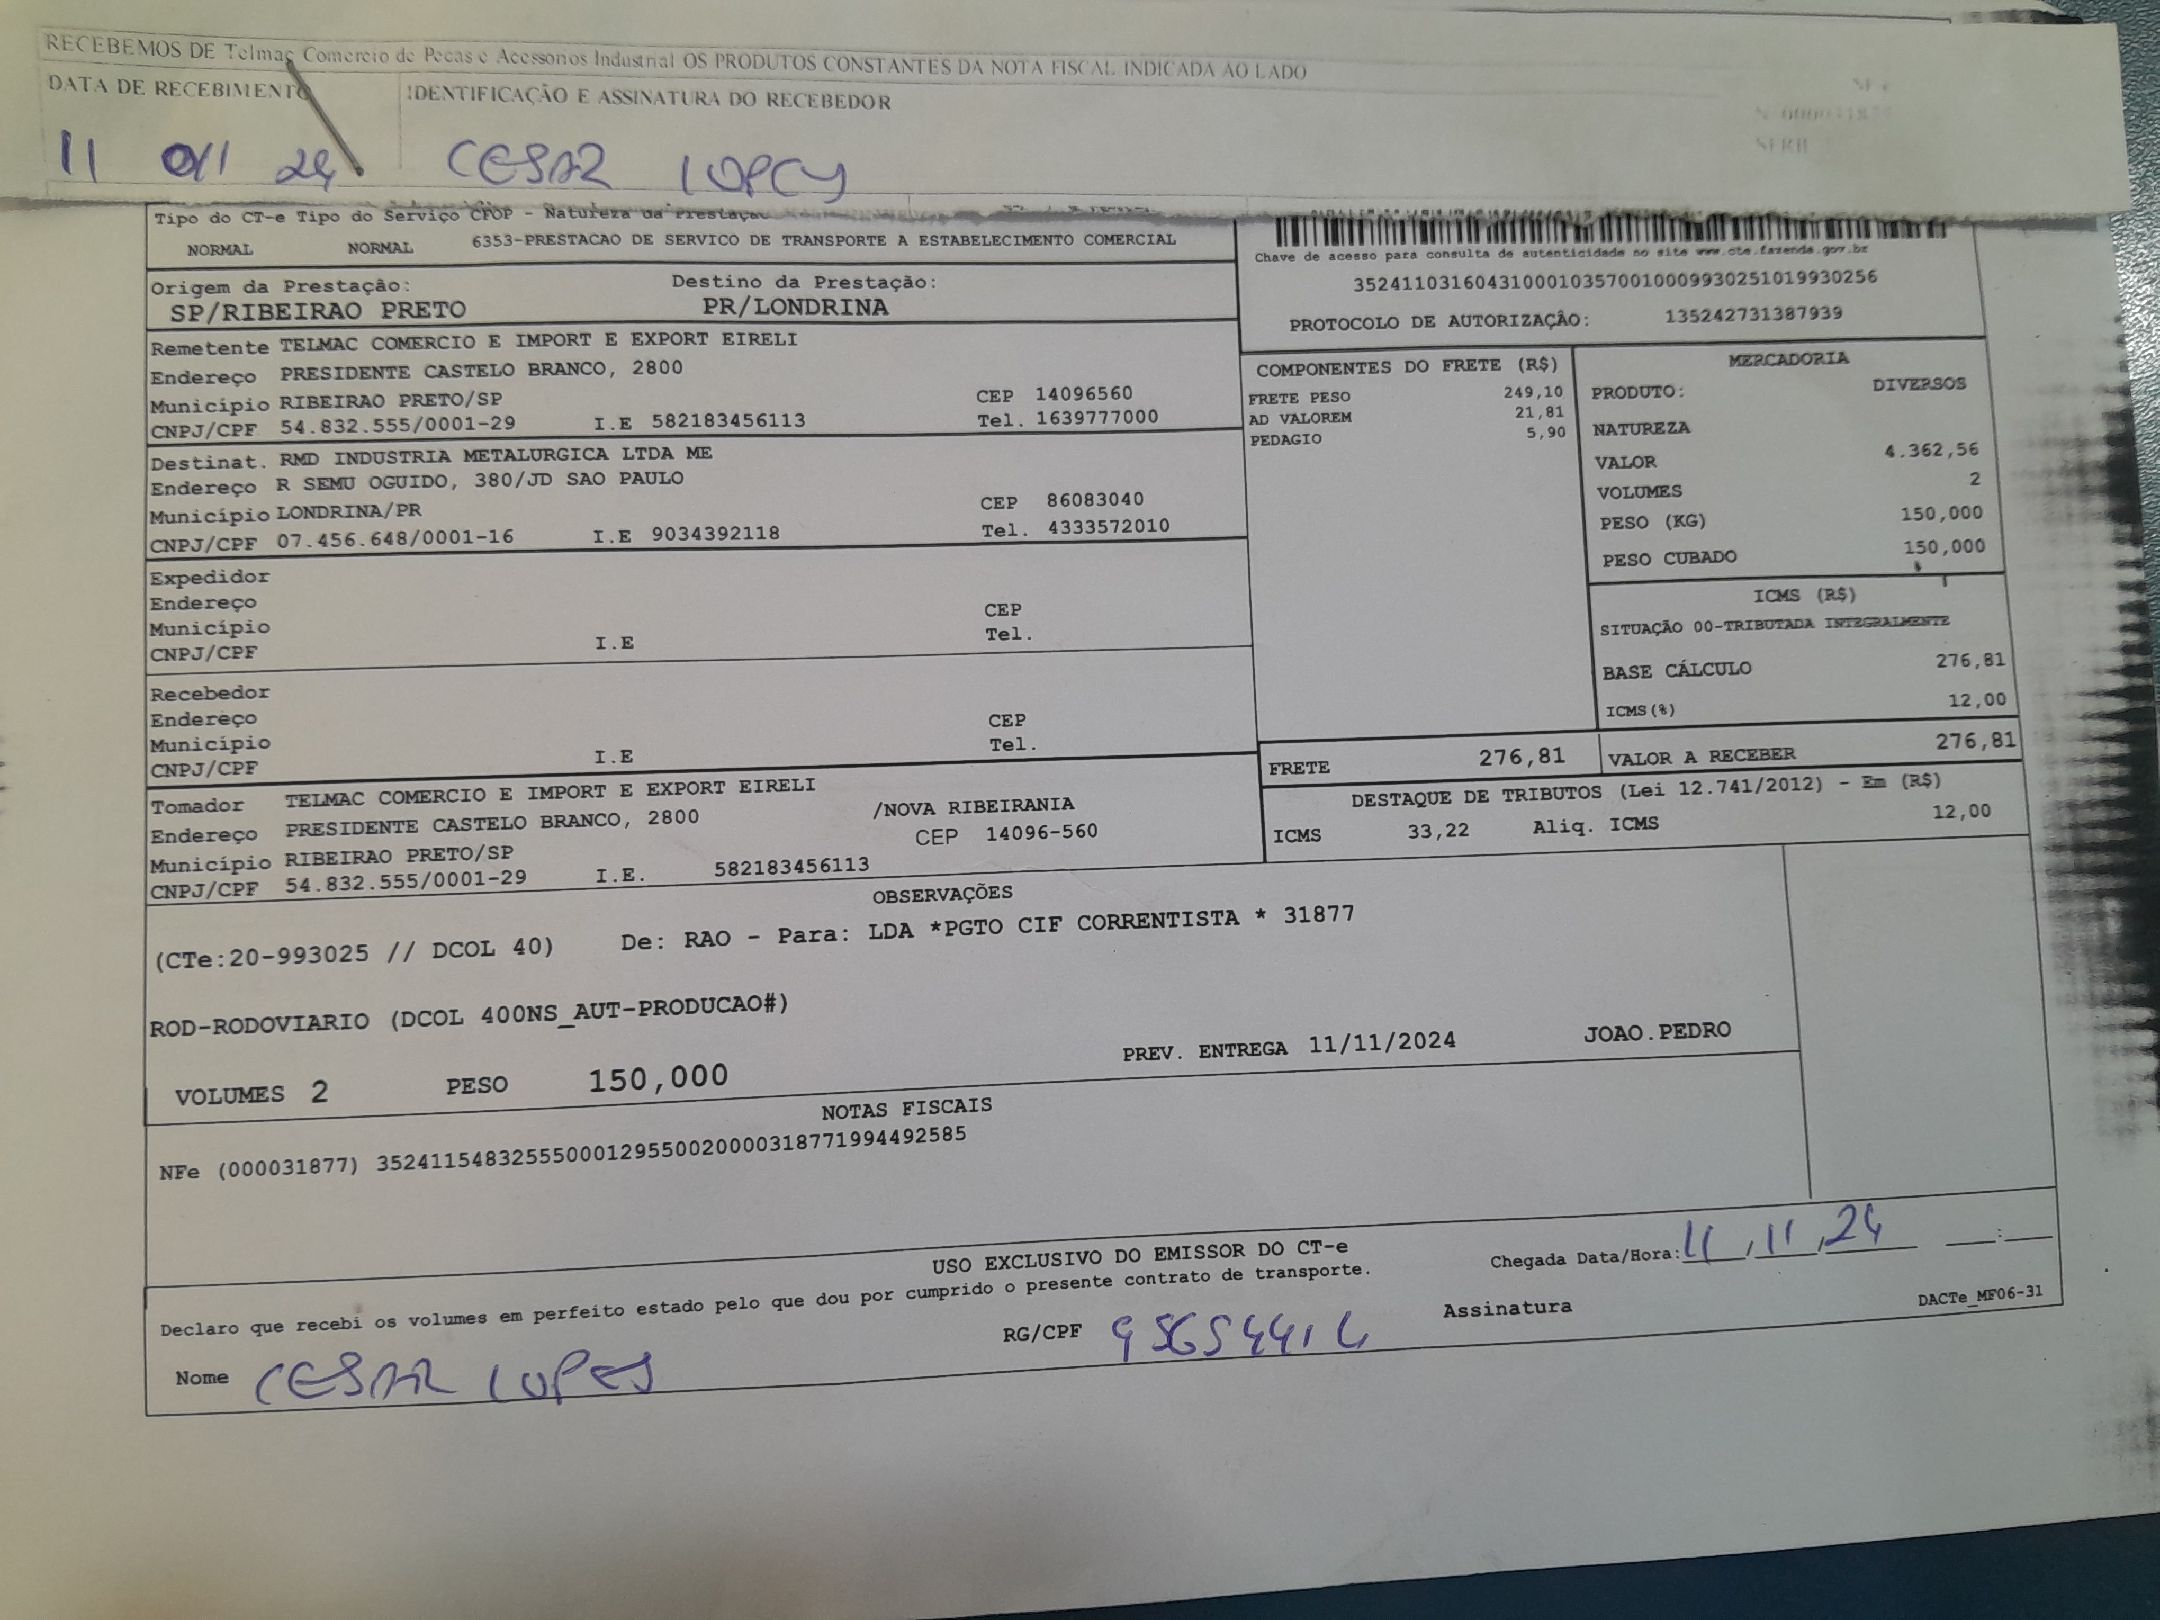 RECEBEMOS DE Telmac Comercio de Pecas e Acessorios Industrial OS PRODUTOS CONSTANTES DA NOTA FISCAL INDICADA AO LADO
DATA DE RECEBIMENTO IDENTIFICAÇÃO E ASSINATURA DO RECEBEDOR
11 24 CESAR LOPES
Tipo do CT-e Tipo do Serviço CFOP - Natureza da Prestação
NORMAL NORMAL 6353-PRESTACAO DE SERVICO DE TRANSPORTE A ESTABELECIMENTO COMERCIAL
Chave de acesso para consulta de autenticidade no site www.cte.fazenda.gov.br
35241103160431000103570010009930251019930256
PROTOCOLO DE AUTORIZAÇÃO: 135242731387939
Origem da Prestação: Destino da Prestação:
SP/RIBEIRAO PRETO PR/LONDRINA
Remetente TELMAC COMERCIO E IMPORT E EXPORT EIRELI
Endereço PRESIDENTE CASTELO BRANCO, 2800
Município RIBEIRAO PRETO/SP CEP 14096560
CNPJ/CPF 54.832.555/0001-29 I.E 582183456113 Tel. 1639777000
Destinat. RMD INDUSTRIA METALURGICA LTDA ME
Endereço R SEMU OGUIDO, 380/JD SAO PAULO
Município LONDRINA/PR CEP 86083040
CNPJ/CPF 07.456.648/0001-16 I.E 9034392118 Tel. 4333572010
Expedidor
Endereço
Município CEP
CNPJ/CPF I.E Tel.
Recebedor
Endereço
Município CEP
CNPJ/CPF I.E Tel.
Tomador TELMAC COMERCIO E IMPORT E EXPORT EIRELI
Endereço PRESIDENTE CASTELO BRANCO, 2800 /NOVA RIBEIRANIA
Município RIBEIRAO PRETO/SP CEP 14096-560
CNPJ/CPF 54.832.555/0001-29 I.E. 582183456113
COMPONENTES DO FRETE (R$)
FRETE PESO 249,10
AD VALOREM 21,81
PEDAGIO 5,90
MERCADORIA
PRODUTO: DIVERSOS
NATUREZA
VALOR 4.362,56
VOLUMES 2
PESO (KG) 150,000
PESO CUBADO 150,000
ICMS (R$)
SITUAÇÃO 00-TRIBUTADA INTEGRALMENTE
BASE CÁLCULO 276,81
ICMS(%) 12,00
FRETE 276,81 VALOR A RECEBER 276,81
DESTAQUE DE TRIBUTOS (Lei 12.741/2012) - Em (R$)
ICMS 33,22 Aliq. ICMS 12,00
OBSERVAÇÕES
(CTe:20-993025 // DCOL 40) De: RAO - Para: LDA *PGTO CIF CORRENTISTA * 31877
ROD-RODOVIARIO (DCOL 400NS_AUT-PRODUCAO#)
VOLUMES 2 PESO 150,000 PREV. ENTREGA 11/11/2024 JOAO.PEDRO
NOTAS FISCAIS
NFe (000031877) 35241154832555000129550020000318771994492585
USO EXCLUSIVO DO EMISSOR DO CT-e
Declaro que recebi os volumes em perfeito estado pelo que dou por cumprido o presente contrato de transporte. Chegada Data/Hora: 11,11,24 __:__
Nome CESAR LOPES RG/CPF Assinatura DACTe_MF06-31